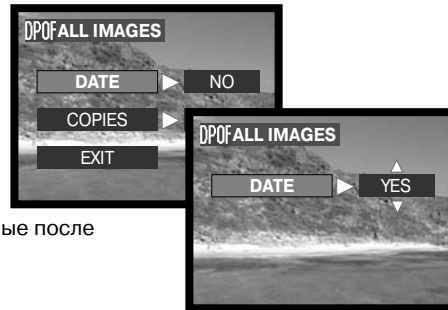 DPOF ALL IMAGES
DATE NO
COPIES
EXIT
DPOF ALL IMAGES
DATE YES
ые после